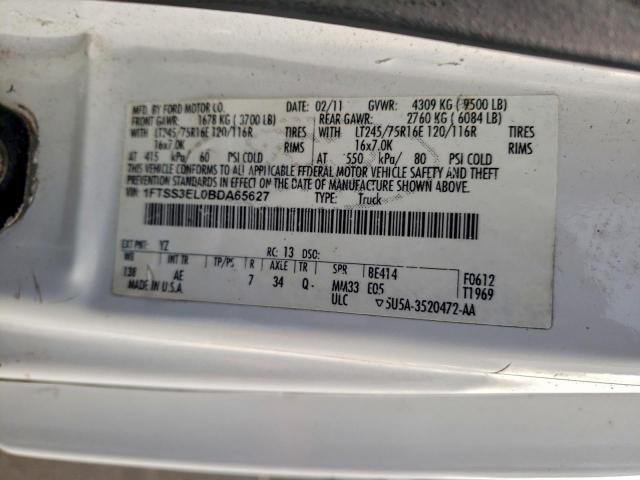 MFD. BY FORD MOTOR CO.
DATE: 02/11 GVWR: 4309 KG ( 9500 LB)
FRONT GAWR: 1678 KG ( 3700 LB) REAR GAWR: 2760 KG ( 6084 LB)
WITH LT245/75R16E 120/116R TIRES WITH LT245/75R16E 120/116R TIRES
16x7.0K RIMS 16x7.0K RIMS
AT 415 kPa/ 60 PSI COLD AT 550 kPa/ 80 PSI COLD
THIS VEHICLE CONFORMS TO ALL APPLICABLE FEDERAL MOTOR VEHICLE SAFETY STANDARDS IN
EFFECT ON THE DATE OF MANUFACTURE SHOWN ABOVE.
VIN: 1FTSS3EL0BDA65627 TYPE: Truck
EXT PNT: YZ RC: 13 DSO:
WB INT TR TP/PS R AXLE TR SPR BE414 F0612
138 AE 7 34 Q MM33 E05 T1969
MADE IN U.S.A. ULC ▽5U5A-3520472-AA